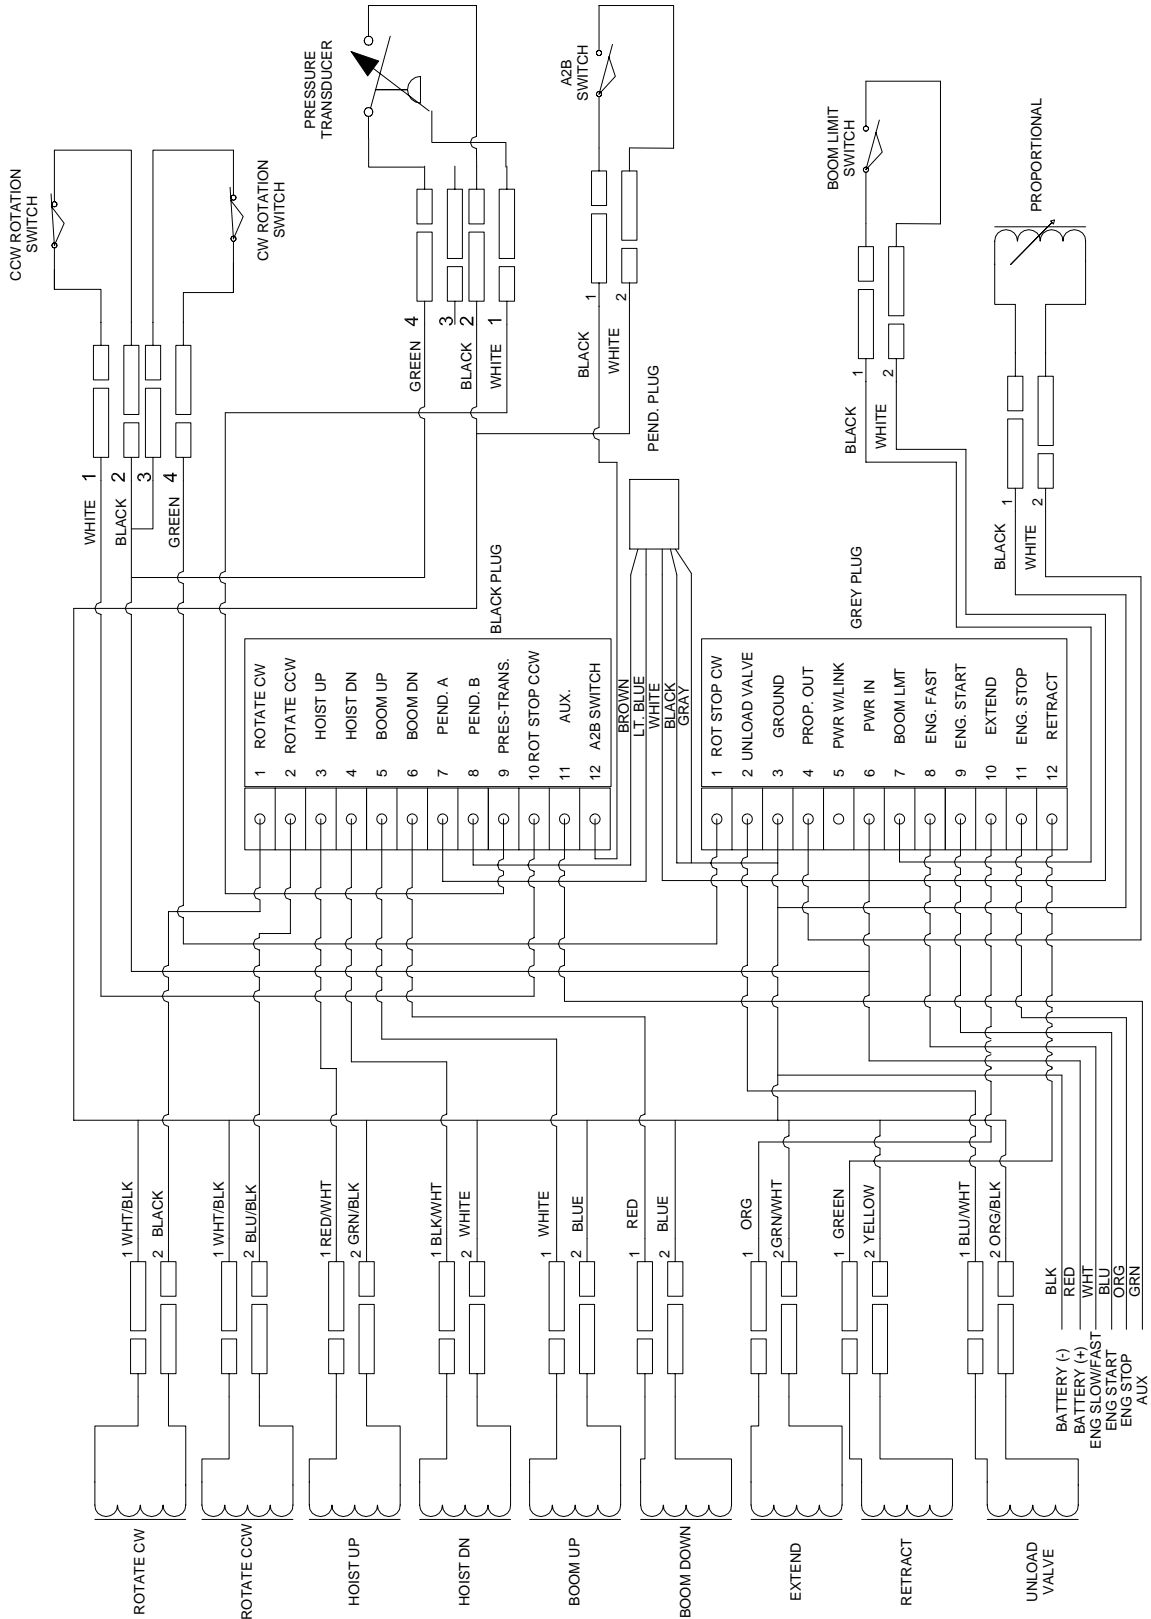 CCW ROTATION
SWITCH
CW ROTATION
SWITCH
PRESSURE
TRANSDUCER
A2B
SWITCH
BOOM LIMIT
SWITCH
PROPORTIONAL
WHITE 1
BLACK 2
3
GREEN 4
GREEN 4
3
BLACK 2
WHITE 1
BLACK 1
WHITE 2
BLACK 1
WHITE 2
BLACK 1
WHITE 2
PEND. PLUG
BLACK PLUG
1 ROTATE CW
2 ROTATE CCW
3 HOIST UP
4 HOIST DN
5 BOOM UP
6 BOOM DN
7 PEND. A
8 PEND. B
9 PRES-TRANS.
10 ROT STOP CCW
11 AUX.
12 A2B SWITCH
BROWN
LT. BLUE
WHITE
BLACK
GRAY
GREY PLUG
1 ROT STOP CW
2 UNLOAD VALVE
3 GROUND
4 PROP. OUT
5 PWR W/LINK
6 PWR IN
7 BOOM LMT
8 ENG. FAST
9 ENG. START
10 EXTEND
11 ENG. STOP
12 RETRACT
1 WHT/BLK
2 BLACK
1 WHT/BLK
2 BLU/BLK
1 RED/WHT
2 GRN/BLK
1 BLK/WHT
2 WHITE
1 WHITE
2 BLUE
1 RED
2 BLUE
1 ORG
2 GRN/WHT
1 GREEN
2 YELLOW
1 BLU/WHT
2 ORG/BLK
BLK
RED
WHT
BLU
ORG
GRN
BATTERY (-)
BATTERY (+)
ENG SLOW/FAST
ENG START
ENG STOP
AUX
ROTATE CW
ROTATE CCW
HOIST UP
HOIST DN
BOOM UP
BOOM DOWN
EXTEND
RETRACT
UNLOAD
VALVE